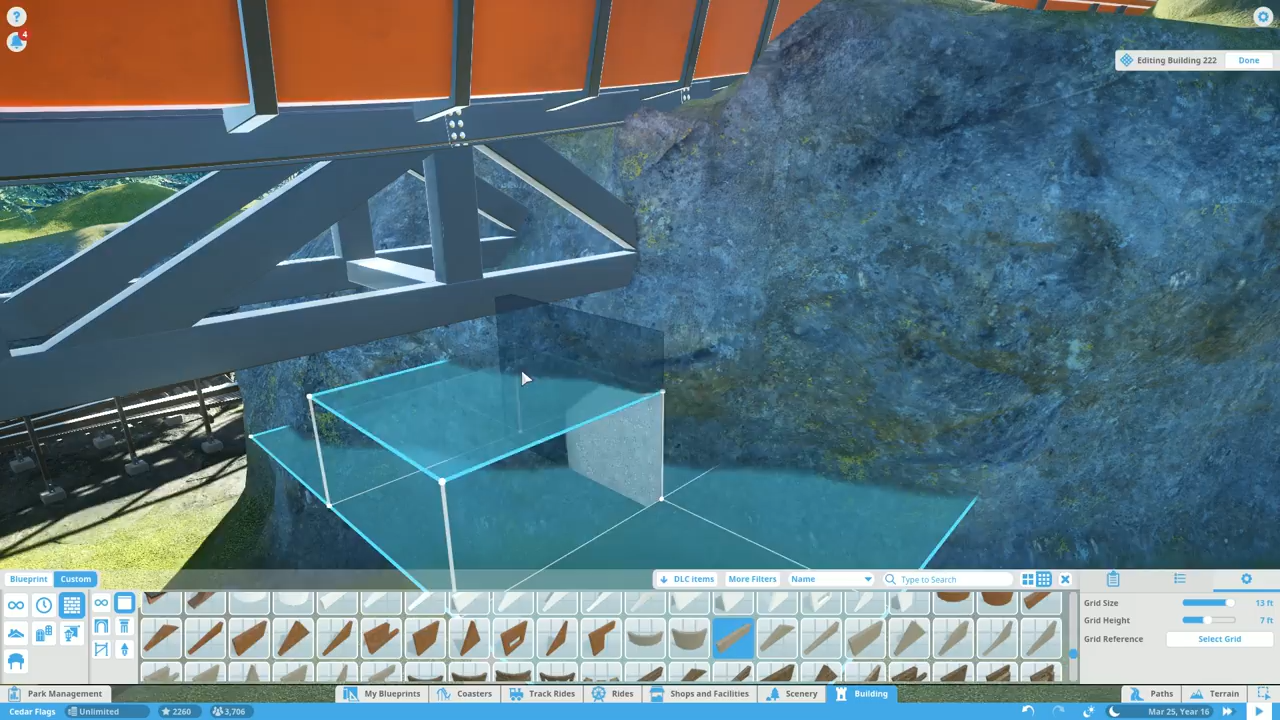 ?
4
Editing Building 222 Done
Blueprint Custom DLC items More Filters Name Type to Search
Grid Size 13 ft
Grid Height 7 ft
Grid Reference Select Grid
Park Management My Blueprints Coasters Track Rides Rides Shops and Facilities Scenery Building Paths Terrain
Cedar Flags Unlimited 2260 3,706 Mar 25, Year 16